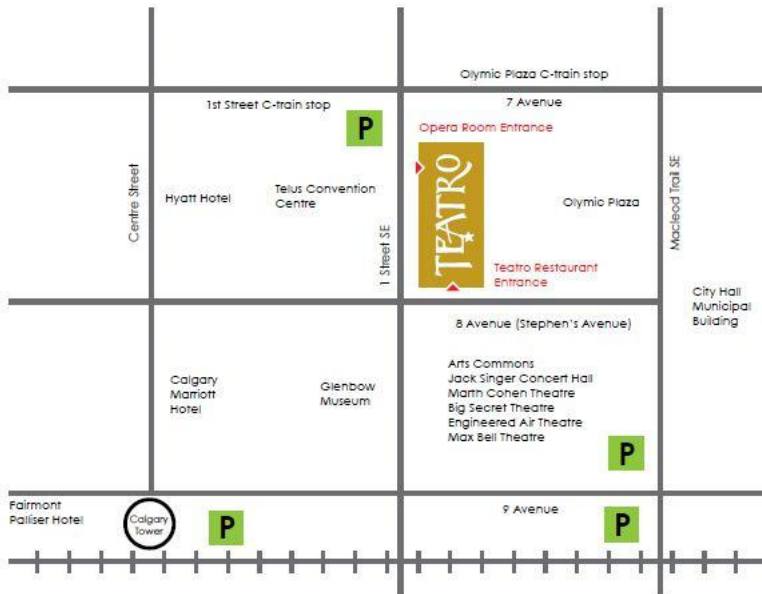 Olymic Plaza C-train stop
1st Street C-train stop
7 Avenue
P
Opera Room Entrance
TEATRO
Centre Street
Hyatt Hotel
Telus Convention
Centre
1 Street SE
Olymic Plaza
Macleod Trail SE
Teatro Restaurant
Entrance
City Hall
Municipal
Building
8 Avenue (Stephen's Avenue)
Calgary
Marriott
Hotel
Glenbow
Museum
Arts Commons
Jack Singer Concert Hall
Marth Cohen Theatre
Big Secret Theatre
Engineered Air Theatre
Max Bell Theatre
P
Fairmont
Palliser Hotel
Calgary
Tower
P
9 Avenue
P